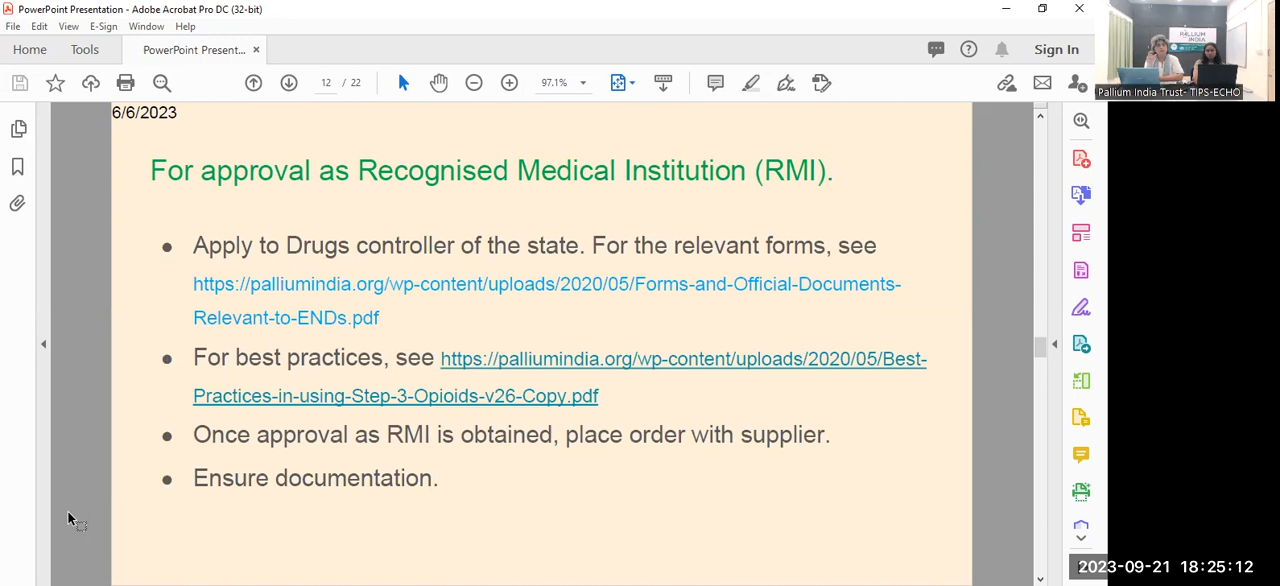 PowerPoint Presentation - Adobe Acrobat Pro DC (32-bit)
File Edit View E-Sign Window Help
Home Tools PowerPoint Present... × Sign In
12 / 22 97.1%
PALLIUM
INDIA
Pallium India Trust- TIPS-ECHO
6/6/2023
For approval as Recognised Medical Institution (RMI).
● Apply to Drugs controller of the state. For the relevant forms, see
https://palliumindia.org/wp-content/uploads/2020/05/Forms-and-Official-Documents-
Relevant-to-ENDs.pdf
● For best practices, see https://palliumindia.org/wp-content/uploads/2020/05/Best-
Practices-in-using-Step-3-Opioids-v26-Copy.pdf
● Once approval as RMI is obtained, place order with supplier.
● Ensure documentation.
2023-09-21 18:25:12